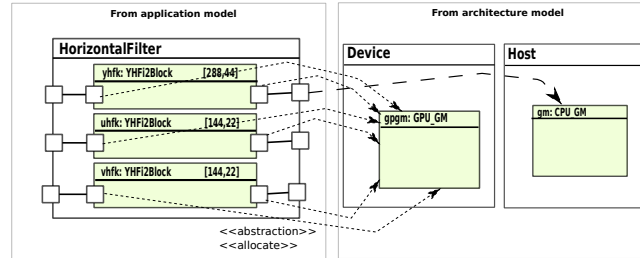 From application model
From architecture model
HorizontalFilter
yhfk: YHFi2Block [288,44]
uhfk: YHFi2Block [144,22]
vhfk: YHFi2Block [144,22]
<<abstraction>>
<<allocate>>
Device
gpgm: GPU_GM
Host
gm: CPU_GM